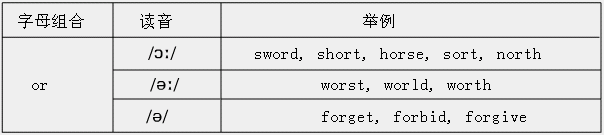 字母组合 读音 举例
/ɔː/ sword, short, horse, sort, north
or /əː/ worst, world, worth
/ə/ forget, forbid, forgive